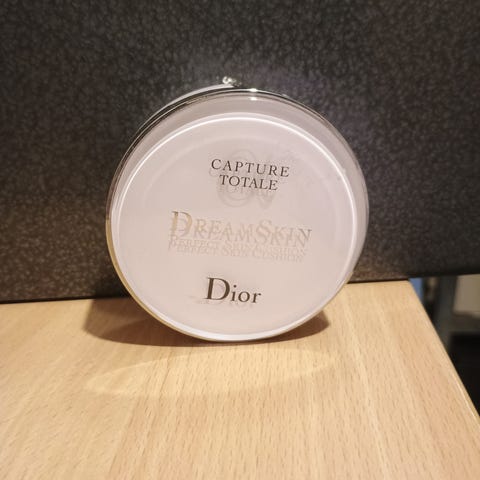 CAPTURE
TOTALE
DREAMSKIN
PERFECT SKIN CUSHION
Dior